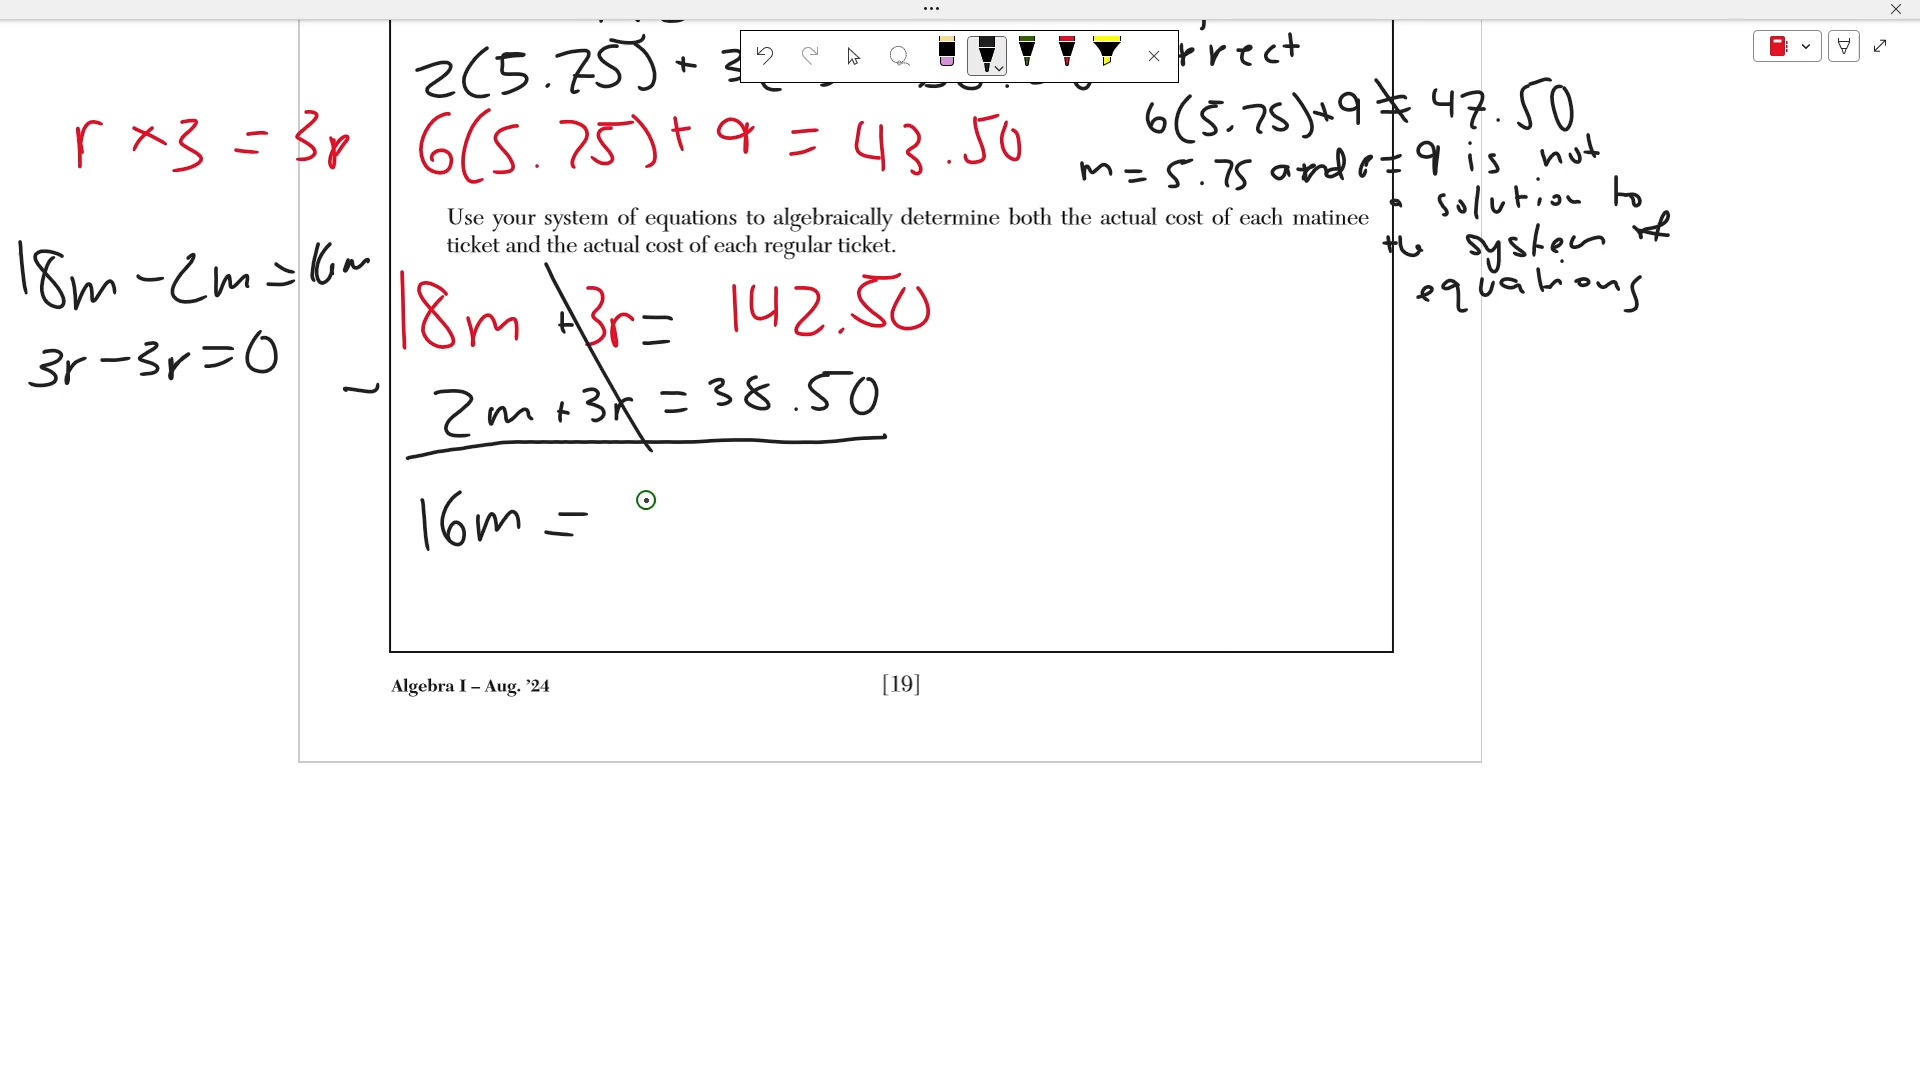 2(5.75) + 3
rrect
6(5.75)+9 ≠ 47.50
r × 3 = 3r
6(5.75) + 9 = 43.50
m = 5.75 and r = 9 is not
a solution to
the system of
equations
Use your system of equations to algebraically determine both the actual cost of each matinee
ticket and the actual cost of each regular ticket.
18m - 2m = 16m
18m + 3r = 142.50
3r - 3r = 0
- 2m + 3r = 38.50
16m =
Algebra I – Aug. ’24
[19]